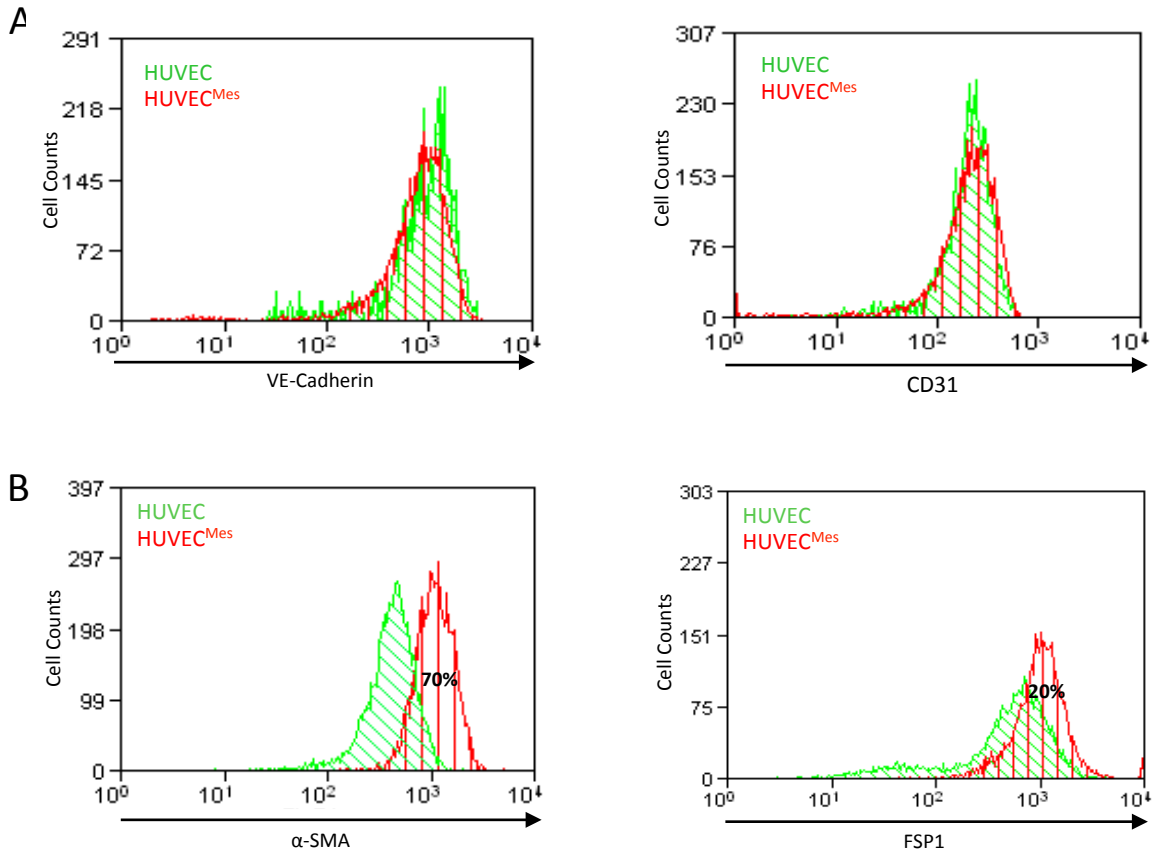 A
291
218
145
72
0
Cell Counts
HUVEC
HUVECMes
10⁰ 10¹ 10² 10³ 10⁴
VE-Cadherin
307
230
153
76
0
Cell Counts
HUVEC
HUVECMes
10⁰ 10¹ 10² 10³ 10⁴
CD31
B
397
297
198
99
0
Cell Counts
HUVEC
HUVECMes
70%
10⁰ 10¹ 10² 10³ 10⁴
α-SMA
303
227
151
75
0
Cell Counts
HUVEC
HUVECMes
20%
10⁰ 10¹ 10² 10³ 10⁴
FSP1